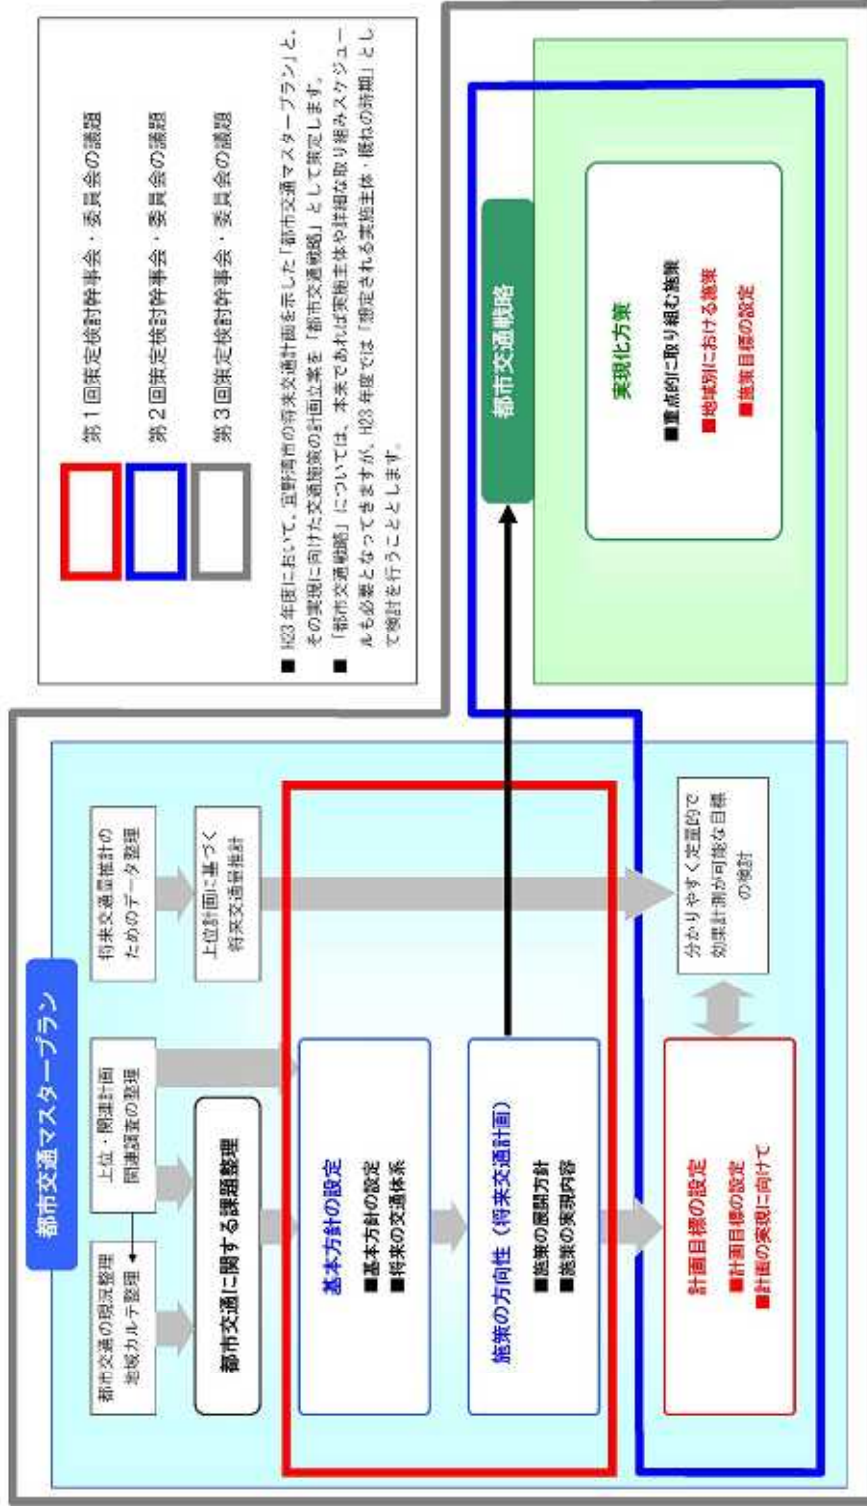 都市交通マスタープラン
都市交通の現況整理
地域カルテ整理
上位・関連計画
関連調査の整理
将来交通量推計の
ためのデータ整理
都市交通に関する課題整理
上位計画に基づく
将来交通量推計
基本方針の設定
■基本方針の設定
■将来の交通体系
施策の方向性（将来交通計画）
■施策の展開方針
■施策の実現内容
計画目標の設定
■計画目標の設定
■計画の実現に向けて
分かりやすく定量的で
効果計測が可能な目標
の検討
第1回策定検討幹事会・委員会の議題
第2回策定検討幹事会・委員会の議題
第3回策定検討幹事会・委員会の議題
■ H23年度において、宜野湾市の将来交通計画を示した「都市交通マスタープラン」と、
その実現に向けた交通施策の計画立案を「都市交通戦略」として策定します。
■ 「都市交通戦略」については、本来であれば実施主体や詳細な取り組みスケジュー
ルも必要となってきますが、H23年度では「想定される実施主体・概ねの時期」とし
て検討を行うこととします。
都市交通戦略
実現化方策
■重点的に取り組む施策
■地域別における施策
■施策目標の設定